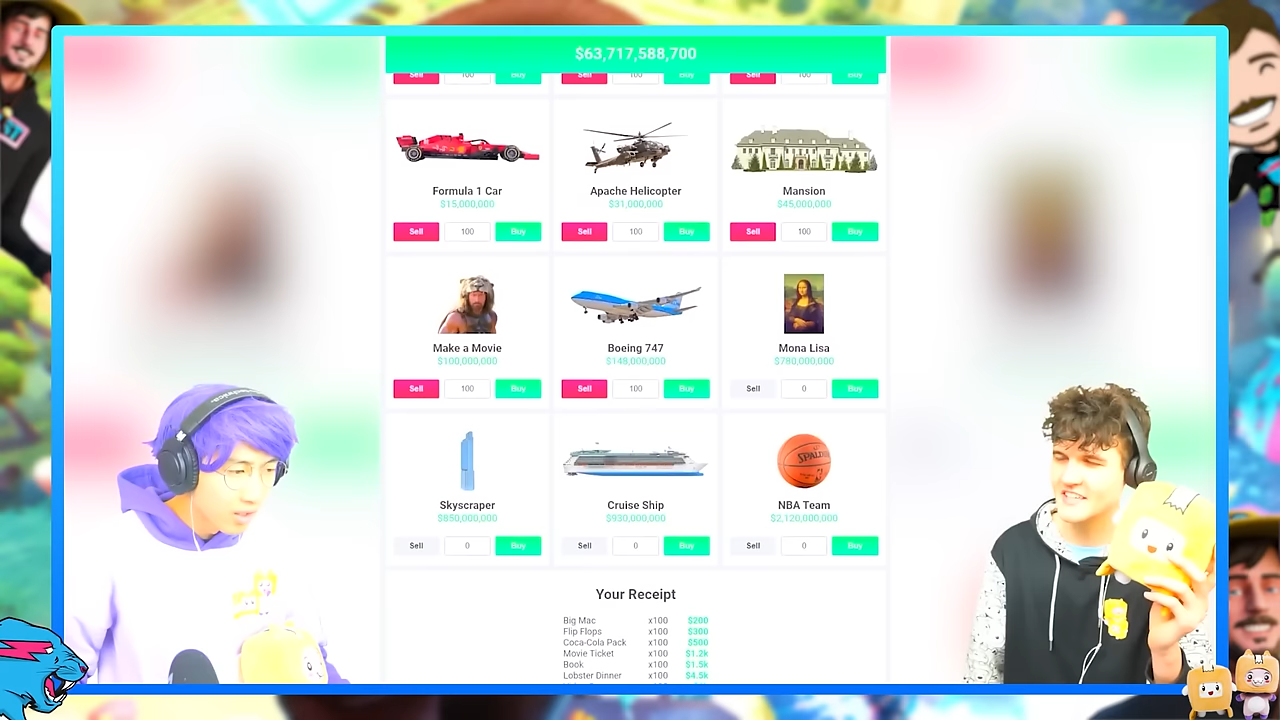 $63,717,588,700
Sell 100 Buy Sell 100 Buy Sell 100 Buy
Formula 1 Car Apache Helicopter Mansion
$15,000,000 $31,000,000 $45,000,000
Sell 100 Buy Sell 100 Buy Sell 100 Buy
Make a Movie Boeing 747 Mona Lisa
$100,000,000 $148,000,000 $780,000,000
Sell 100 Buy Sell 100 Buy Sell 0 Buy
SPALDING
Skyscraper Cruise Ship NBA Team
$850,000,000 $930,000,000 $2,120,000,000
Sell 0 Buy Sell 0 Buy Sell 0 Buy
Your Receipt
Big Mac x100 $200
Flip Flops x100 $300
Coca-Cola Pack x100 $500
Movie Ticket x100 $1.2k
Book x100 $1.5k
Lobster Dinner x100 $4.5k